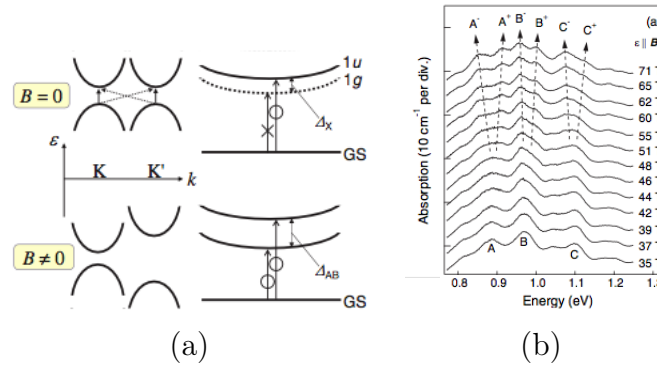 1u
1g
B = 0
Δ_X
GS
ε
K K' k
B ≠ 0
Δ_AB
GS
(a)
A⁻ A⁺ B⁻ B⁺ C⁻ C⁺
(a
ε ∥ B
71 T
65
62
60
55
51
48
46
44
42
39
37
35
A B C
Absorption (10 cm⁻¹ per div.)
0.8 0.9 1.0 1.1 1.2 1.3
Energy (eV)
(b)